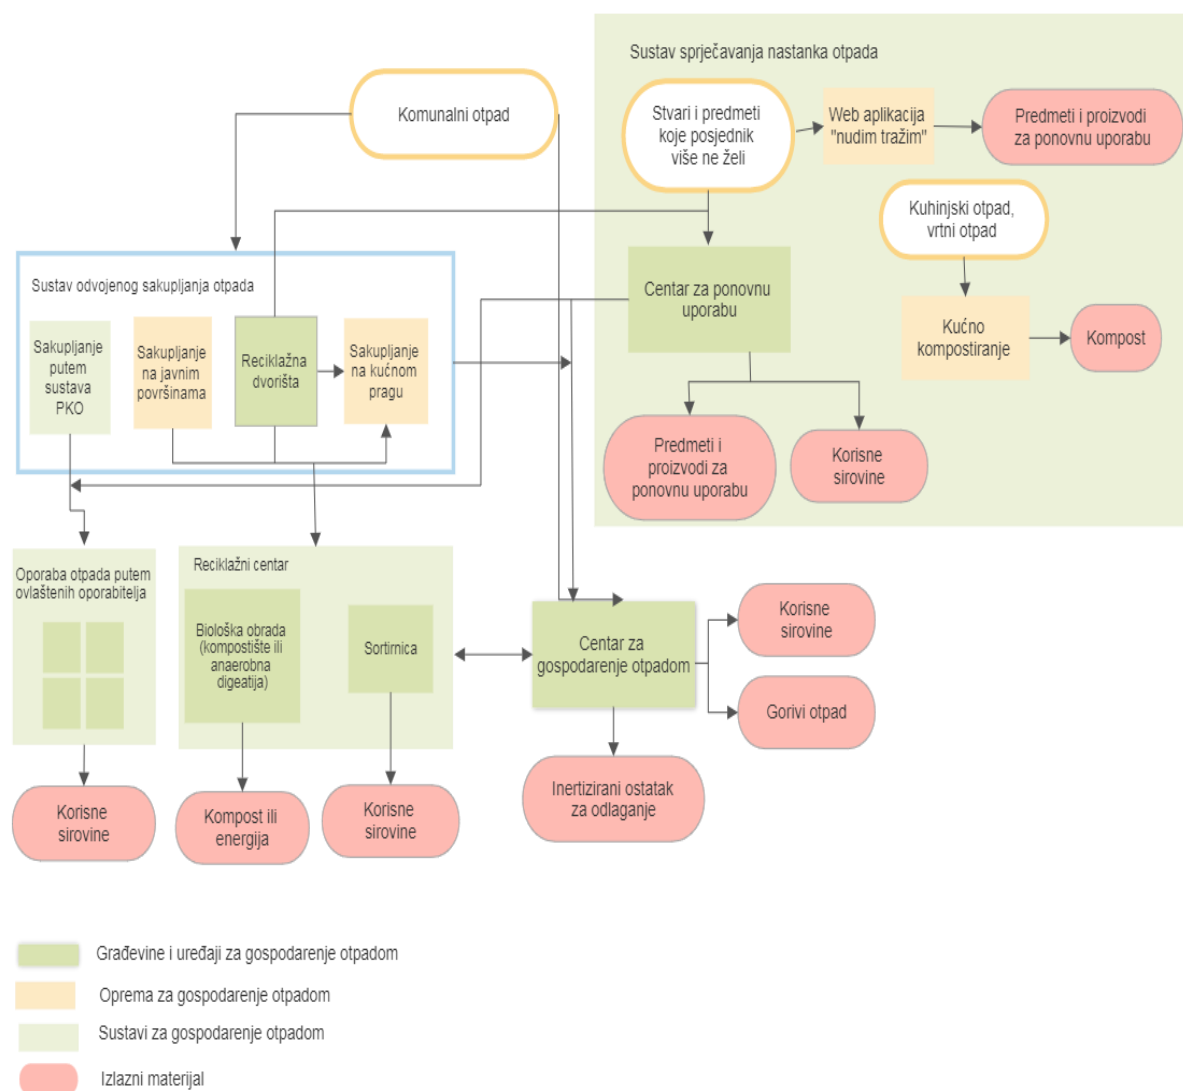 Sustav sprječavanja nastanka otpada
Komunalni otpad
Stvari i predmeti
koje posjednik
više ne želi
Web aplikacija
"nudim tražim"
Predmeti i proizvodi
za ponovnu uporabu
Kuhinjski otpad,
vrtni otpad
Centar za ponovnu
uporabu
Kućno
kompostiranje
Kompost
Predmeti i
proizvodi za
ponovnu uporabu
Korisne
sirovine
Sustav odvojenog sakupljanja otpada
Sakupljanje
putem
sustava
PKO
Sakupljanje
na javnim
površinama
Reciklažna
dvorišta
Sakupljanje
na kućnom
pragu
Oporaba otpada putem
ovlaštenih oporabitelja
Reciklažni centar
Biološka obrada
(kompostište ili
anaerobna
digeatija)
Sortirnica
Centar za
gospodarenje otpadom
Korisne
sirovine
Gorivi otpad
Inertizirani ostatak
za odlaganje
Korisne
sirovine
Kompost ili
energija
Korisne
sirovine
Građevine i uređaji za gospodarenje otpadom
Oprema za gospodarenje otpadom
Sustavi za gospodarenje otpadom
Izlazni materijal